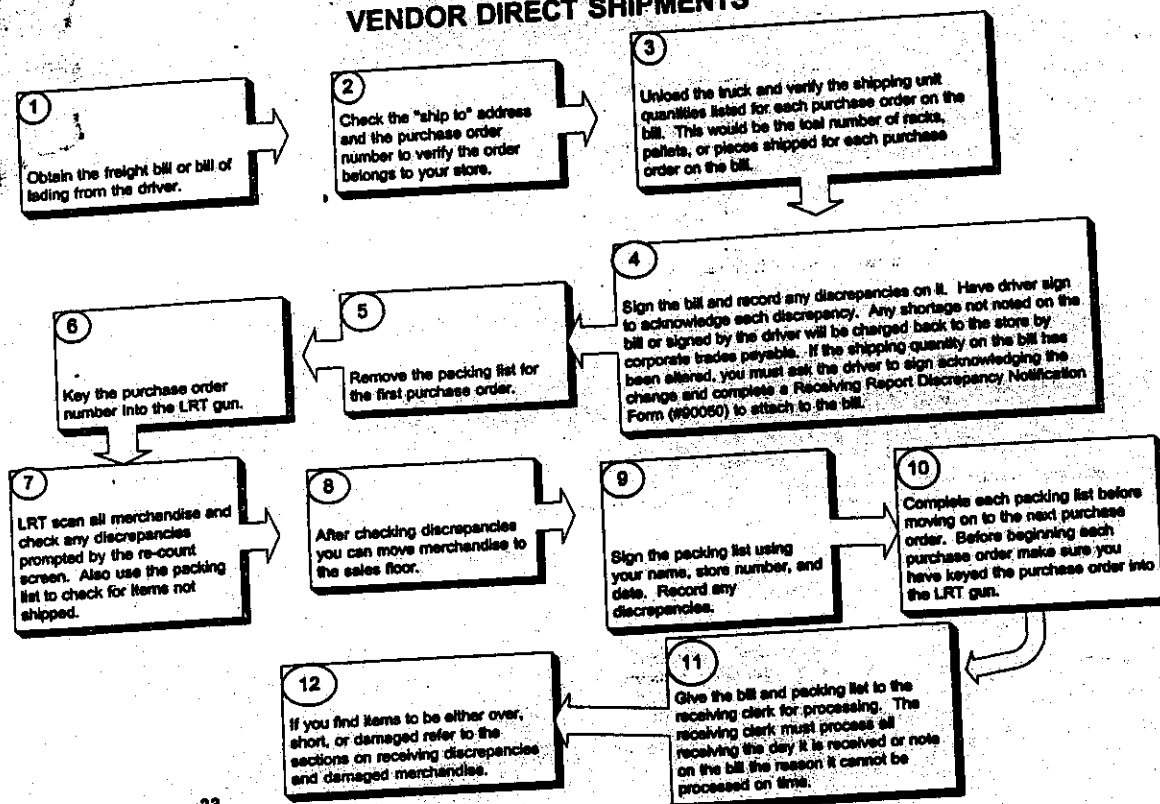 VENDOR DIRECT SHIPMENTS
1
Obtain the freight bill or bill of
lading from the driver.
2
Check the "ship to" address
and the purchase order
number to verify the order
belongs to your store.
3
Unload the truck and verify the shipping unit
quantities listed for each purchase order on the
bill. This would be the toal number of racks,
pallets, or pieces shipped for each purchase
order on the bill.
4
Sign the bill and record any discrepancies on it. Have driver sign
to acknowledge each discrepancy. Any shortage not noted on the
bill or signed by the driver will be charged back to the store by
corporate trades payable. If the shipping quantity on the bill has
been altered, you must ask the driver to sign acknowledging the
change and complete a Receiving Report Discrepancy Notification
Form (#90060) to attach to the bill.
5
Remove the packing list for
the first purchase order.
6
Key the purchase order
number into the LRT gun.
7
LRT scan all merchandise and
check any discrepancies
prompted by the re-count
screen. Also use the packing
list to check for items not
shipped.
8
After checking discrepancies
you can move merchandise to
the sales floor.
9
Sign the packing list using
your name, store number, and
date. Record any
discrepancies.
10
Complete each packing list before
moving on to the next purchase
order. Before beginning each
purchase order make sure you
have keyed the purchase order into
the LRT gun.
11
Give the bill and packing list to the
receiving clerk for processing. The
receiving clerk must process all
receiving the day it is received or note
on the bill the reason it cannot be
processed on time.
12
If you find items to be either over,
short, or damaged refer to the
sections on receiving discrepancies
and damaged merchandise.